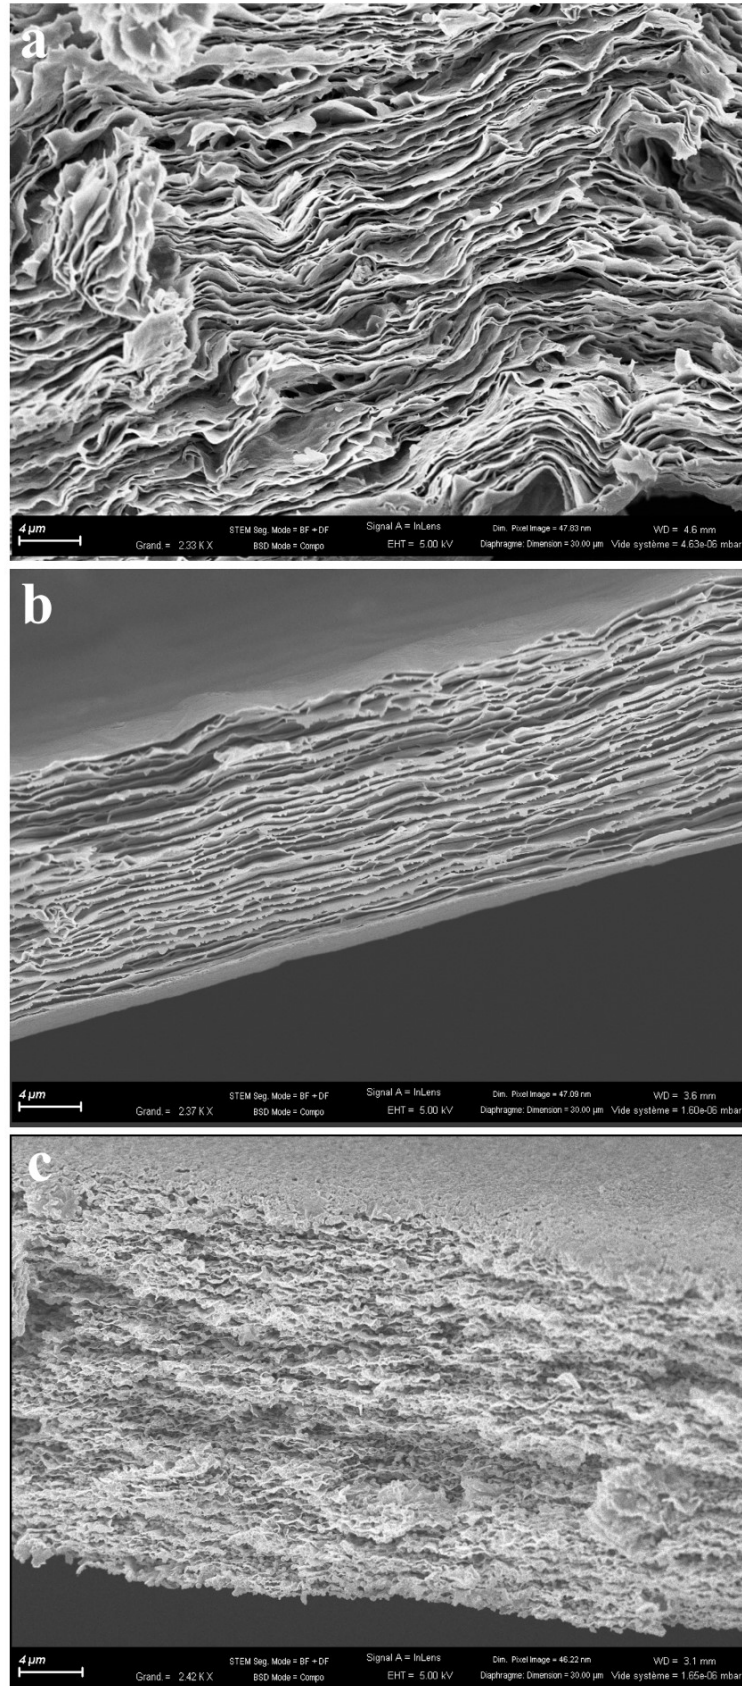 a
4 µm
Grand. = 2.33 K X
STEM Seg. Mode = BF + DF
BSD Mode = Compo
Signal A = InLens
EHT = 5.00 kV
Dim. Pixel Image = 47.83 nm
Diaphragme: Dimension = 30.00 µm
WD = 4.6 mm
Vide système = 4.63e-06 mbar
b
4 µm
Grand. = 2.37 K X
STEM Seg. Mode = BF + DF
BSD Mode = Compo
Signal A = InLens
EHT = 5.00 kV
Dim. Pixel Image = 47.09 nm
Diaphragme: Dimension = 30.00 µm
WD = 3.6 mm
Vide système = 1.60e-06 mbar
c
4 µm
Grand. = 2.42 K X
STEM Seg. Mode = BF + DF
BSD Mode = Compo
Signal A = InLens
EHT = 5.00 kV
Dim. Pixel Image = 46.22 nm
Diaphragme: Dimension = 30.00 µm
WD = 3.1 mm
Vide système = 1.65e-06 mbar